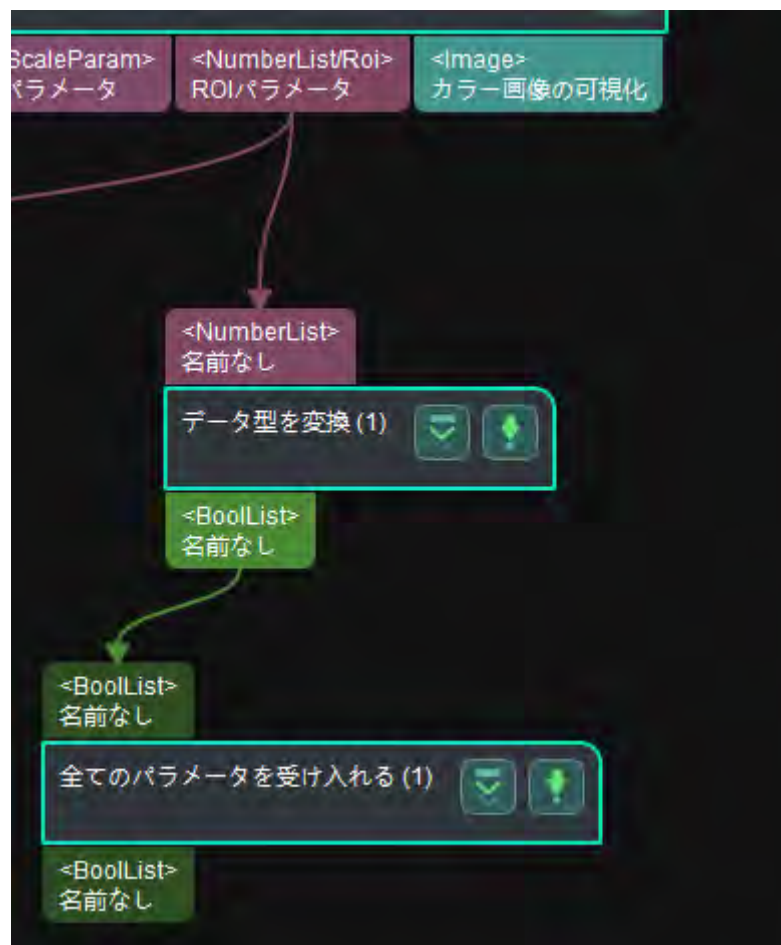 ScaleParam>
パラメータ
<NumberList/Roi>
ROIパラメータ
<Image>
カラー画像の可視化
<NumberList>
名前なし
データ型を変換 (1)
<BoolList>
名前なし
<BoolList>
名前なし
全てのパラメータを受け入れる (1)
<BoolList>
名前なし